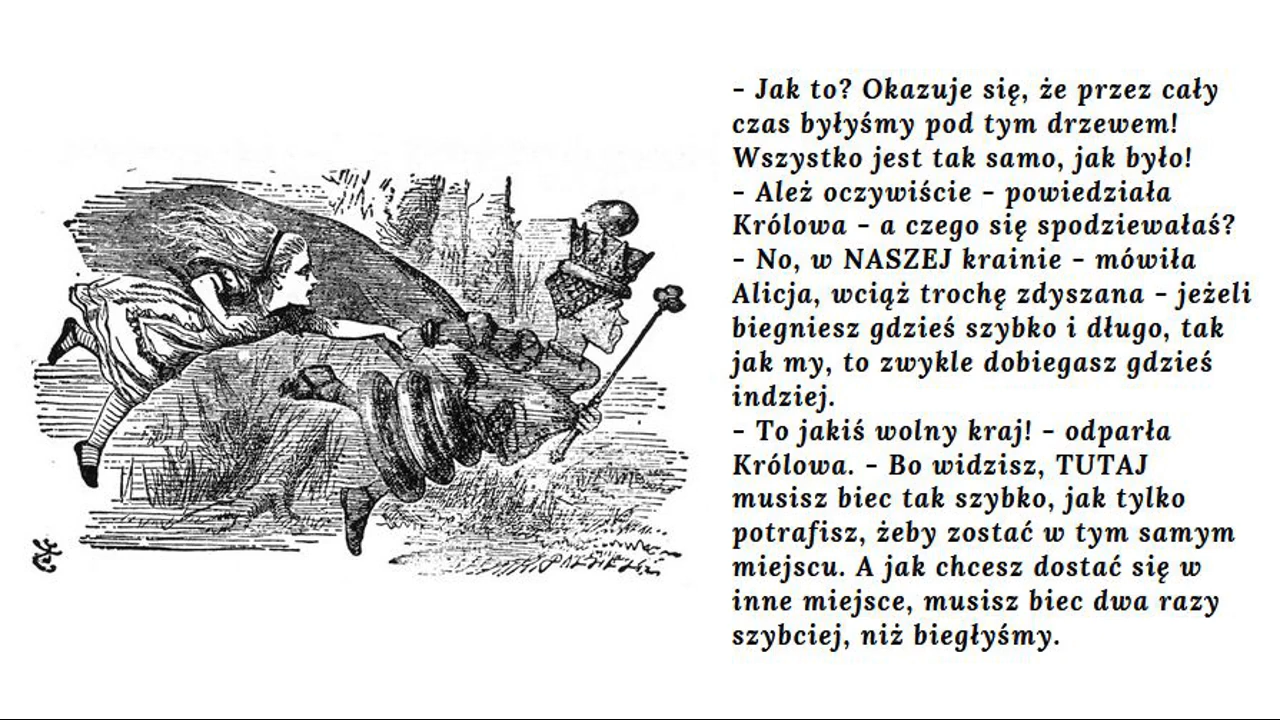 - Jak to? Okazuje się, że przez cały
czas byłyśmy pod tym drzewem!
Wszystko jest tak samo, jak było!
- Ależ oczywiście - powiedziała
Królowa - a czego się spodziewałaś?
- No, w NASZEJ krainie - mówiła
Alicja, wciąż trochę zdyszana - jeżeli
biegniesz gdzieś szybko i długo, tak
jak my, to zwykle dobiegasz gdzieś
indziej.
- To jakiś wolny kraj! - odparła
Królowa. - Bo widzisz, TUTAJ
musisz biec tak szybko, jak tylko
potrafisz, żeby zostać w tym samym
miejscu. A jak chcesz dostać się w
inne miejsce, musisz biec dwa razy
szybciej, niż biegłyśmy.